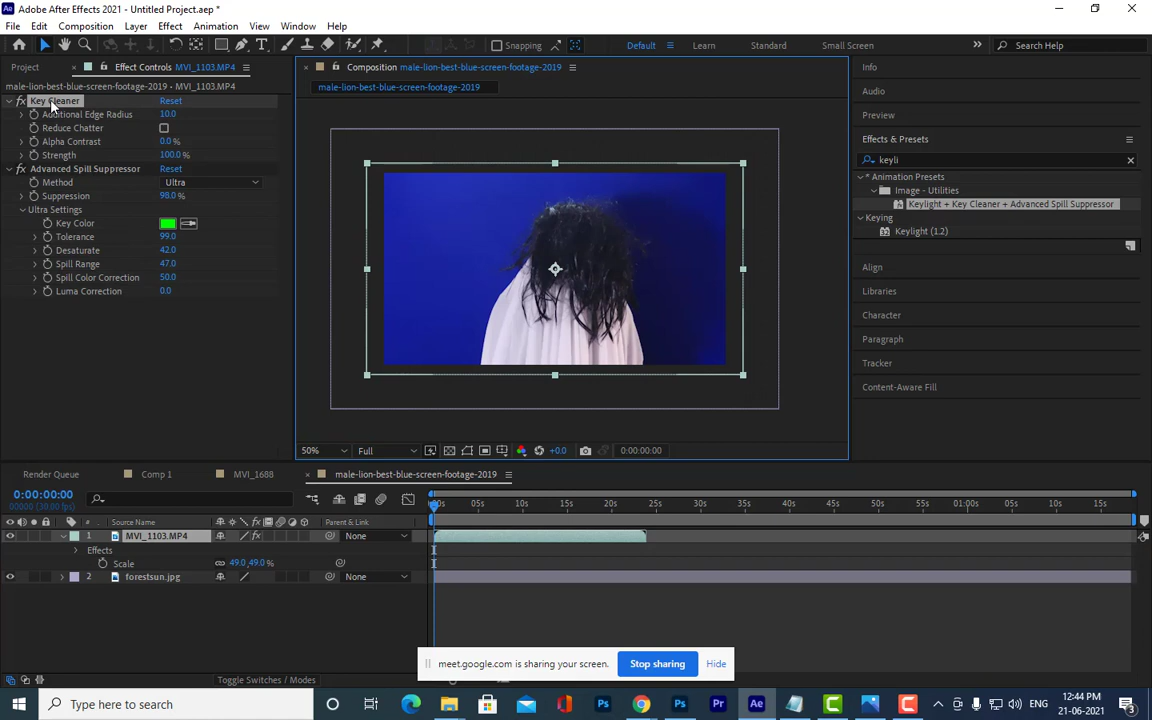 Adobe After Effects 2021 - Untitled Project.aep *
File Edit Composition Layer Effect Animation View Window Help
Snapping Default Learn Standard Small Screen Search Help
Project Effect Controls MVI_1103.MP4
male-lion-best-blue-screen-footage-2019 • MVI_1103.MP4
fx Key Cleaner Reset
Additional Edge Radius 10.0
Reduce Chatter
Alpha Contrast 0.0 %
Strength 100.0 %
fx Advanced Spill Suppressor Reset
Method Ultra
Suppression 98.0 %
Ultra Settings
Key Color
Tolerance 99.0
Desaturate 42.0
Spill Range 47.0
Spill Color Correction 50.0
Luma Correction 0.0
Composition male-lion-best-blue-screen-footage-2019
male-lion-best-blue-screen-footage-2019
50% Full +0.0 0:00:00:00
Info
Audio
Preview
Effects & Presets
keyli
* Animation Presets
Image - Utilities
Keylight + Key Cleaner + Advanced Spill Suppressor
Keying
Keylight (1.2)
Align
Libraries
Character
Paragraph
Tracker
Content-Aware Fill
Render Queue Comp 1 MVI_1688 male-lion-best-blue-screen-footage-2019
0:00:00:00
00000 (30.00 fps)
:00s 05s 10s 15s 20s 25s 30s 35s 40s 45s 50s 55s 01:00s 05s 10s 15s
# Source Name Parent & Link
1 MVI_1103.MP4 None
Effects
Scale 49.0,49.0 %
2 forestsun.jpg None
meet.google.com is sharing your screen. Stop sharing Hide
Toggle Switches / Modes
Type here to search
ENG
12:44 PM
21-06-2021
3